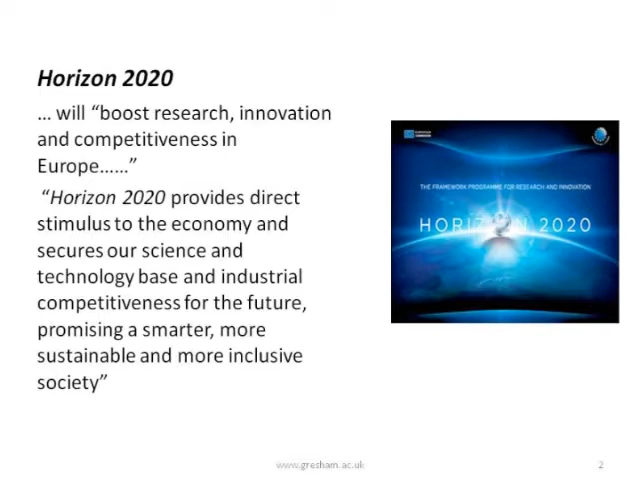 Horizon 2020
… will “boost research, innovation
and competitiveness in
Europe……”
“Horizon 2020 provides direct
stimulus to the economy and
secures our science and
technology base and industrial
competitiveness for the future,
promising a smarter, more
sustainable and more inclusive
society”
THE FRAMEWORK PROGRAMME FOR RESEARCH AND INNOVATION
HORIZON 2020
www.gresham.ac.uk
2